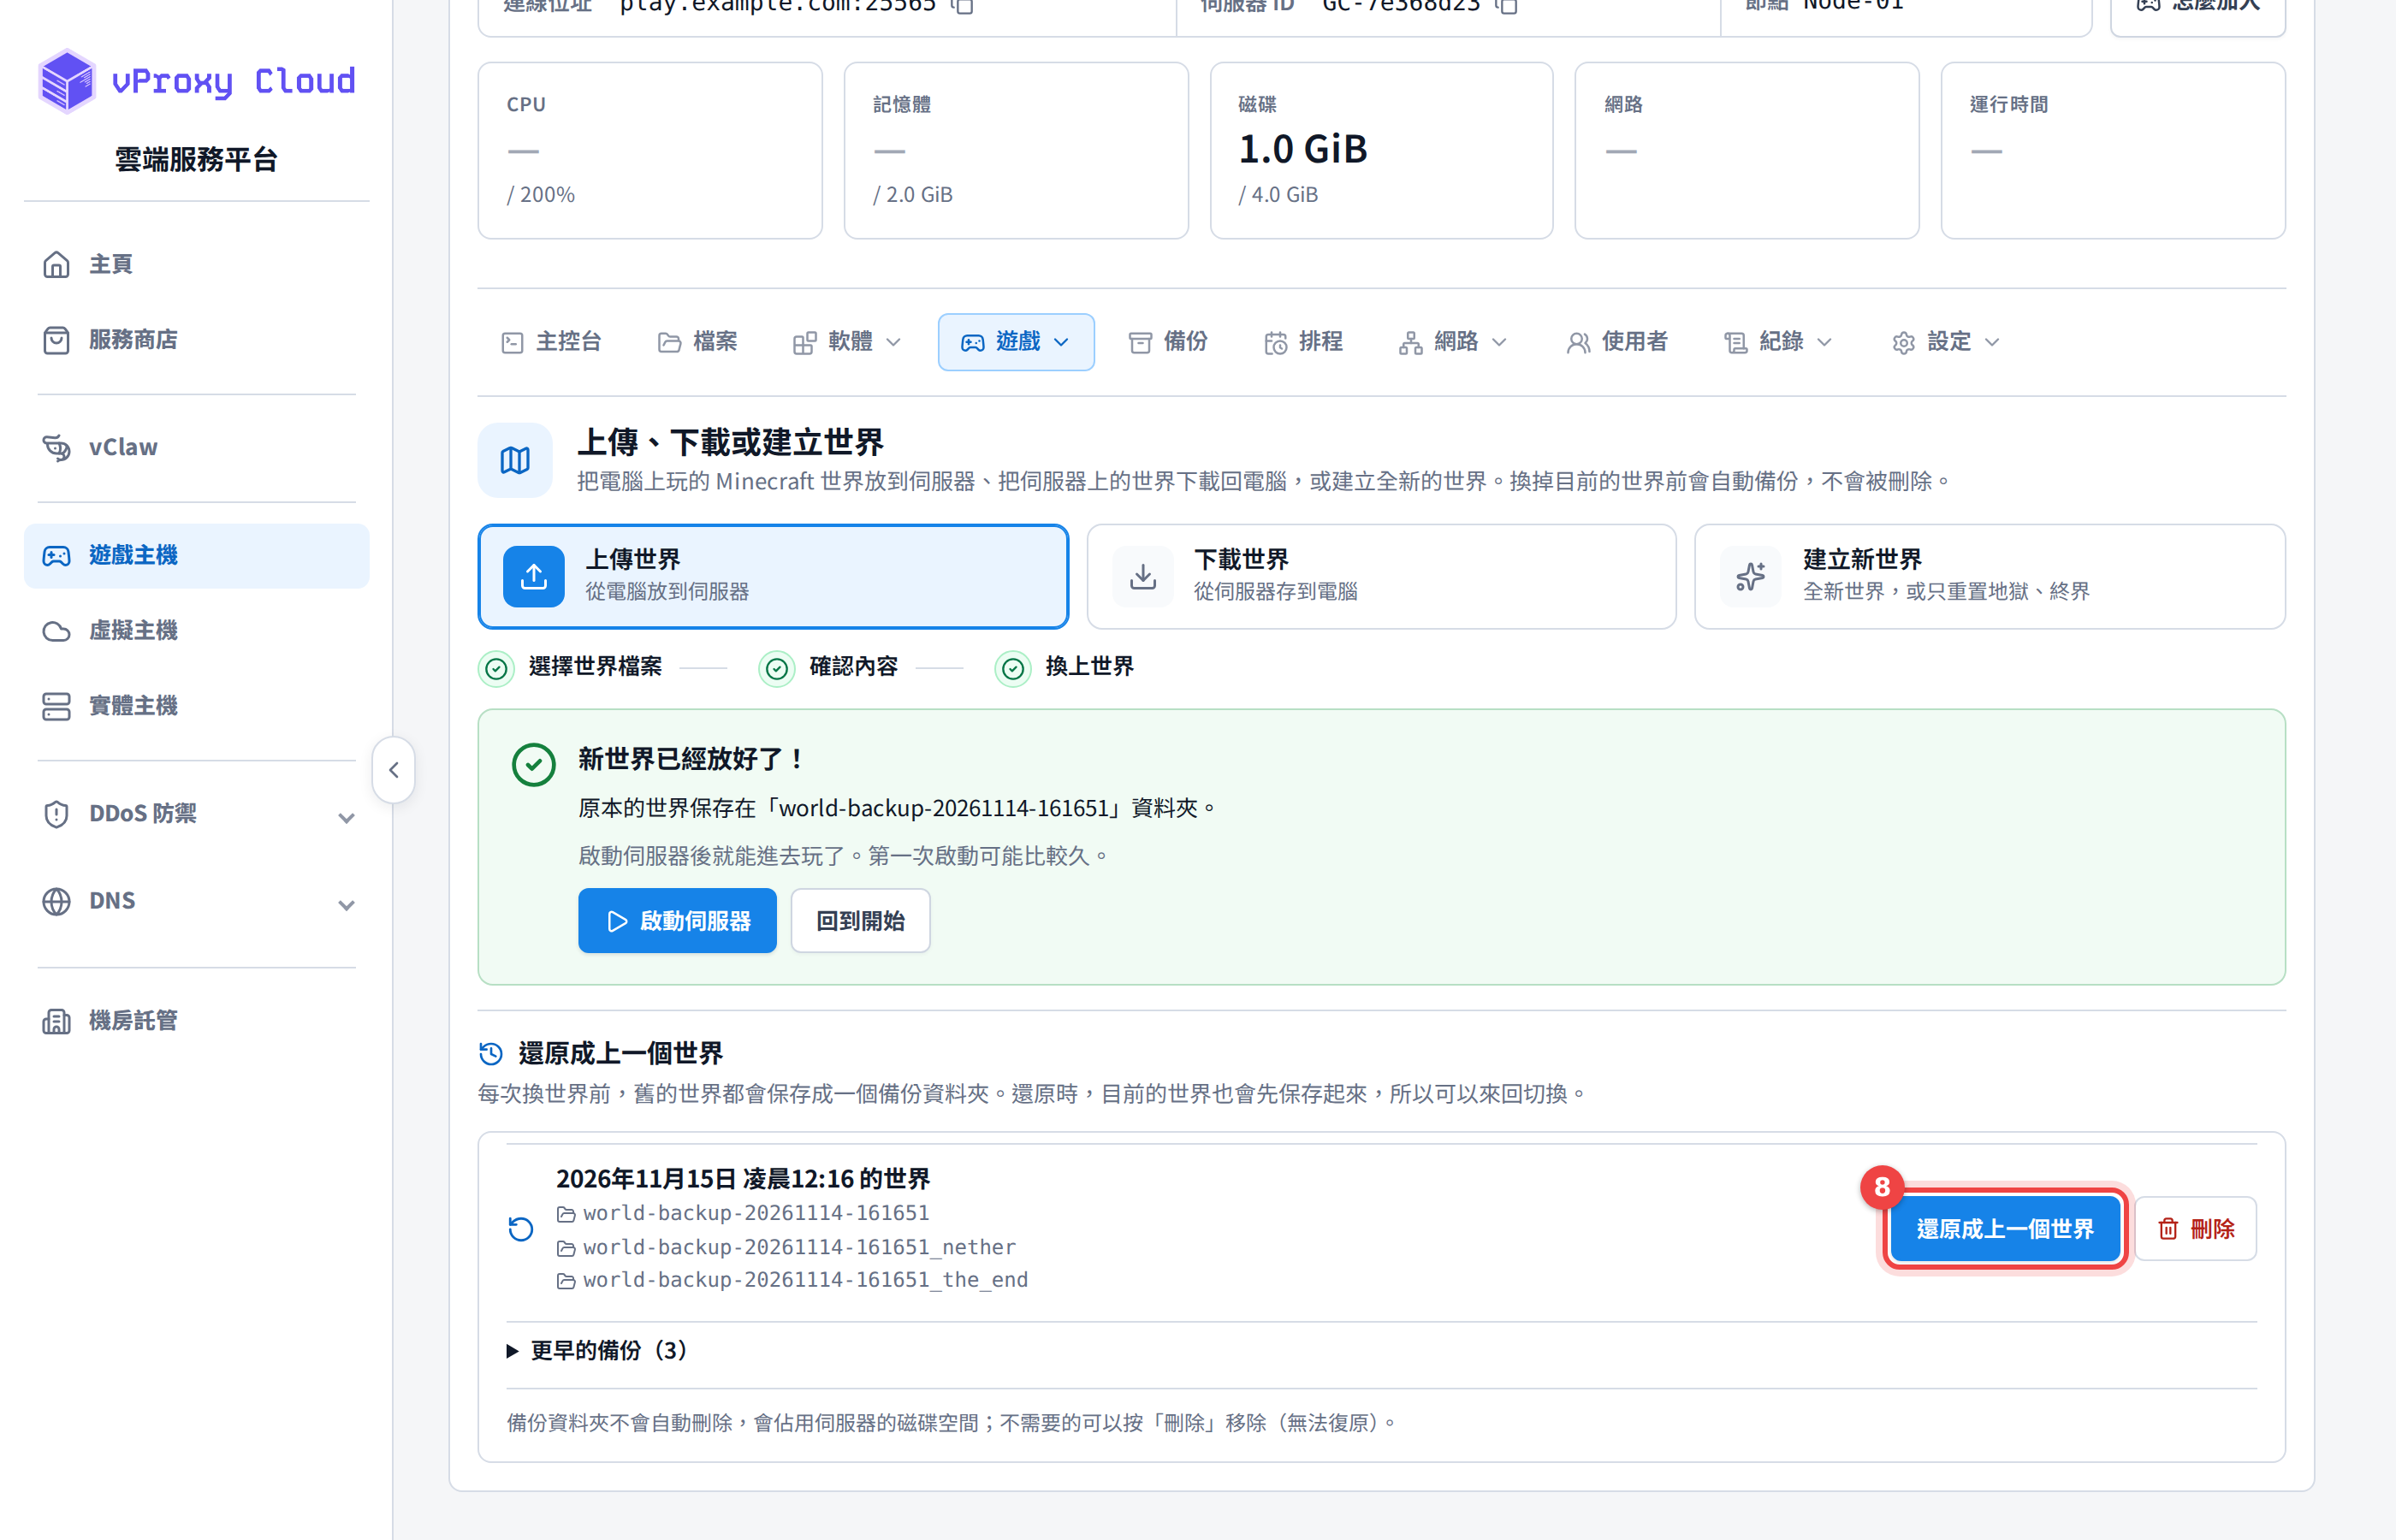 vProxy Cloud
雲端服務平台
主頁
服務商店
vClaw
遊戲主機
虛擬主機
實體主機
DDoS 防禦
DNS
機房託管
連線位址 play.example.com:25565 伺服器 ID GC-7e368d23 節點 Node-01 怎麼加入
CPU
—
/ 200%
記憶體
—
/ 2.0 GiB
磁碟
1.0 GiB
/ 4.0 GiB
網路
—
運行時間
—
主控台 檔案 軟體 遊戲 備份 排程 網路 使用者 紀錄 設定
上傳、下載或建立世界
把電腦上玩的 Minecraft 世界放到伺服器、把伺服器上的世界下載回電腦，或建立全新的世界。換掉目前的世界前會自動備份，不會被刪除。
上傳世界
從電腦放到伺服器
下載世界
從伺服器存到電腦
建立新世界
全新世界，或只重置地獄、終界
選擇世界檔案 確認內容 換上世界
新世界已經放好了！
原本的世界保存在「world-backup-20261114-161651」資料夾。
啟動伺服器後就能進去玩了。第一次啟動可能比較久。
啟動伺服器 回到開始
還原成上一個世界
每次換世界前，舊的世界都會保存成一個備份資料夾。還原時，目前的世界也會先保存起來，所以可以來回切換。
2026年11月15日 凌晨12:16 的世界
world-backup-20261114-161651
world-backup-20261114-161651_nether
world-backup-20261114-161651_the_end
8
還原成上一個世界 刪除
更早的備份（3）
備份資料夾不會自動刪除，會佔用伺服器的磁碟空間；不需要的可以按「刪除」移除（無法復原）。